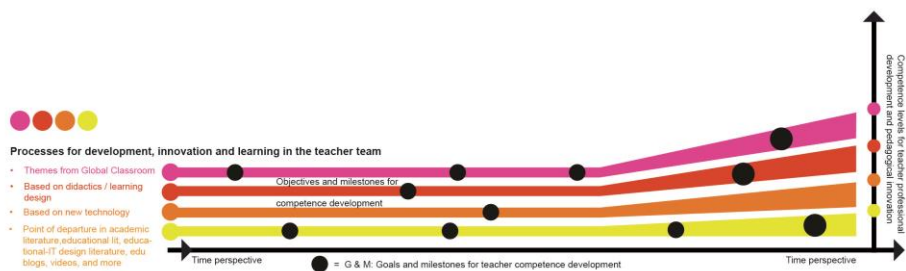 Processes for development, innovation and learning in the teacher team
• Themes from Global Classroom
• Based on didactics / learning
design
• Based on new technology
• Point of departure in academic
literature,educational lit, educa-
tional-IT design literature, edu
blogs, videos, and more
Objectives and milestones for
competence development
Time perspective
Time perspective
= G & M: Goals and milestones for teacher competence development
Competence levels for teacher professional
development and pedagogical innovation